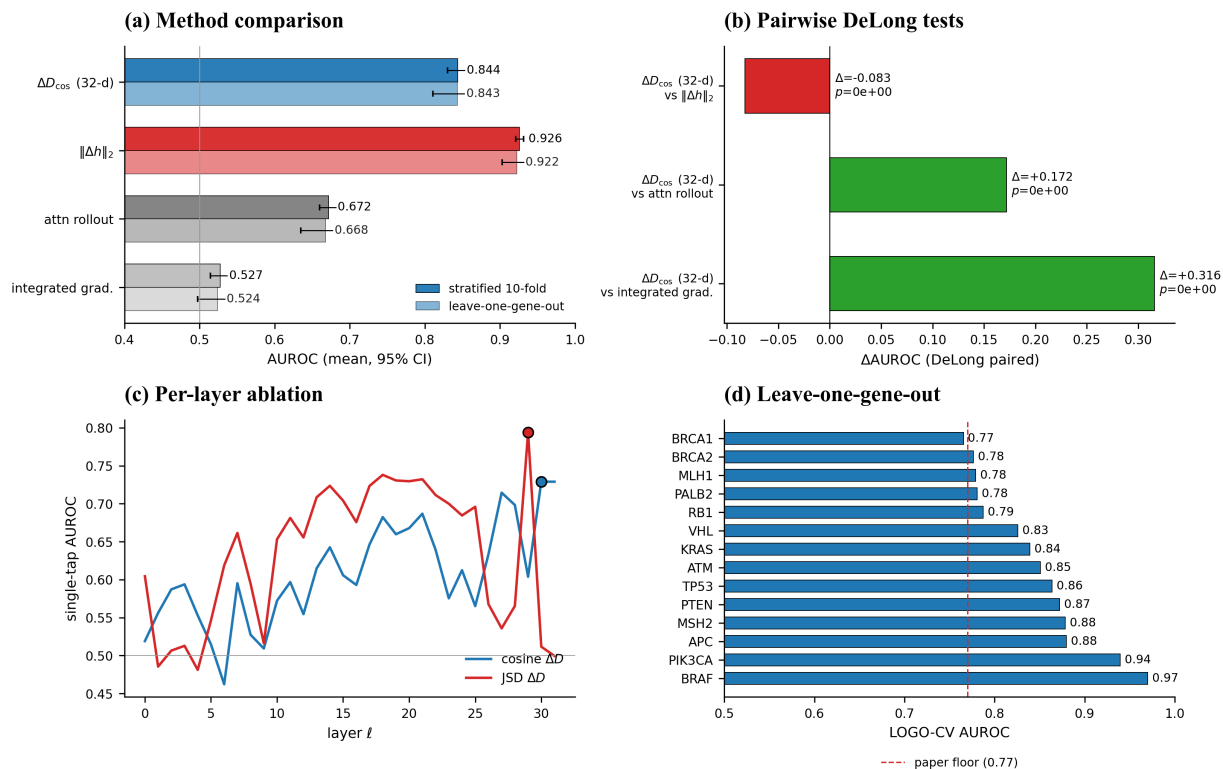 (a) Method comparison
ΔD_cos (32-d)
0.844
0.843
‖Δh‖₂
0.926
0.922
attn rollout
0.672
0.668
integrated grad.
0.527
0.524
stratified 10-fold
leave-one-gene-out
0.4 0.5 0.6 0.7 0.8 0.9 1.0
AUROC (mean, 95% CI)
(b) Pairwise DeLong tests
ΔD_cos (32-d)
vs ‖Δh‖₂
Δ=-0.083
p=0e+00
ΔD_cos (32-d)
vs attn rollout
Δ=+0.172
p=0e+00
ΔD_cos (32-d)
vs integrated grad.
Δ=+0.316
p=0e+00
−0.10 −0.05 0.00 0.05 0.10 0.15 0.20 0.25 0.30
ΔAUROC (DeLong paired)
(c) Per-layer ablation
single-tap AUROC
0.80
0.75
0.70
0.65
0.60
0.55
0.50
0.45
cosine ΔD
JSD ΔD
0 5 10 15 20 25 30
layer ℓ
(d) Leave-one-gene-out
BRCA1 0.77
BRCA2 0.78
MLH1 0.78
PALB2 0.78
RB1 0.79
VHL 0.83
KRAS 0.84
ATM 0.85
TP53 0.86
PTEN 0.87
MSH2 0.88
APC 0.88
PIK3CA 0.94
BRAF 0.97
0.5 0.6 0.7 0.8 0.9 1.0
LOGO-CV AUROC
paper floor (0.77)